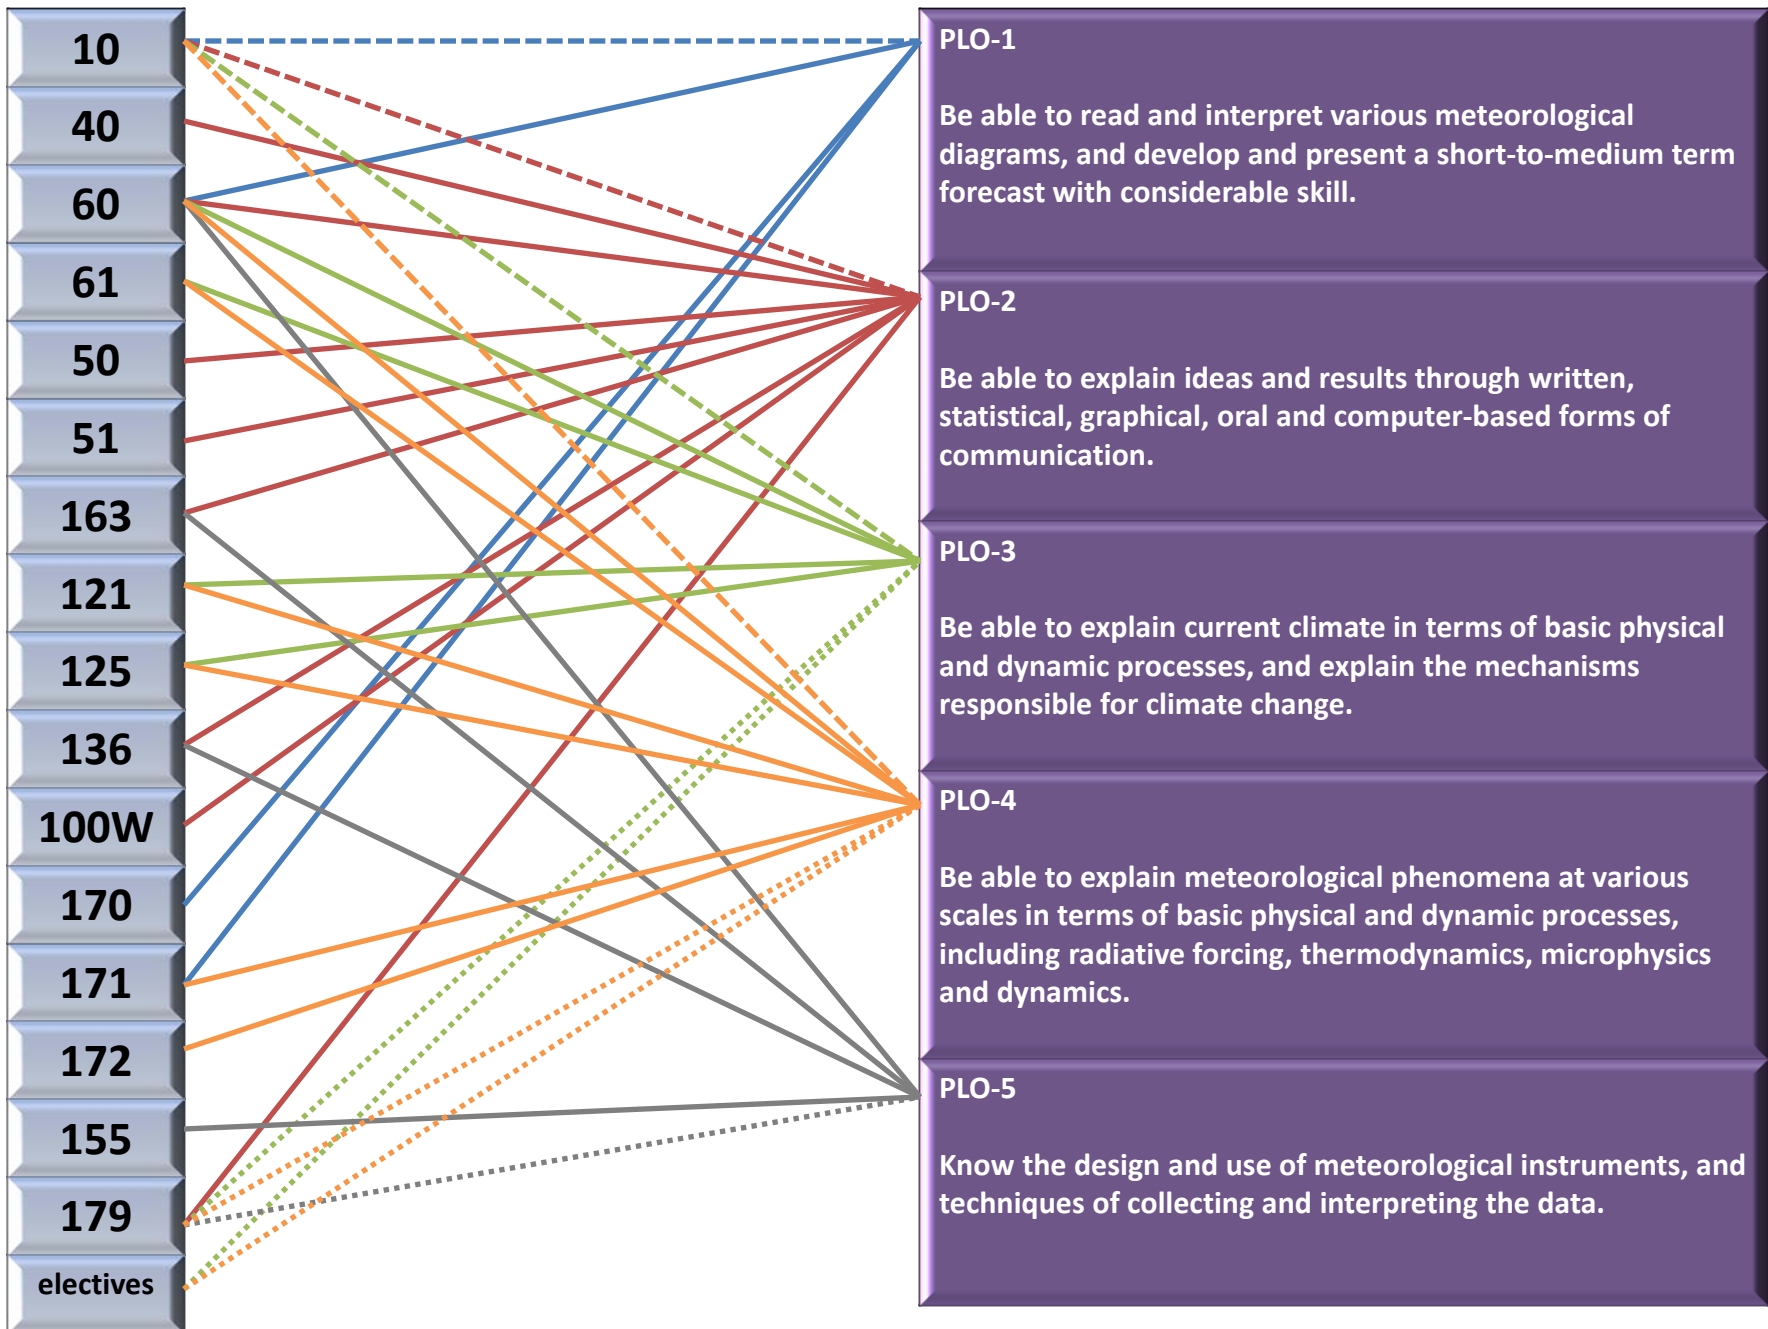 10
40
60
61
50
51
163
121
125
136
100W
170
171
172
155
179
electives
PLO-1
Be able to read and interpret various meteorological
diagrams, and develop and present a short-to-medium term
forecast with considerable skill.
PLO-2
Be able to explain ideas and results through written,
statistical, graphical, oral and computer-based forms of
communication.
PLO-3
Be able to explain current climate in terms of basic physical
and dynamic processes, and explain the mechanisms
responsible for climate change.
PLO-4
Be able to explain meteorological phenomena at various
scales in terms of basic physical and dynamic processes,
including radiative forcing, thermodynamics, microphysics
and dynamics.
PLO-5
Know the design and use of meteorological instruments, and
techniques of collecting and interpreting the data.